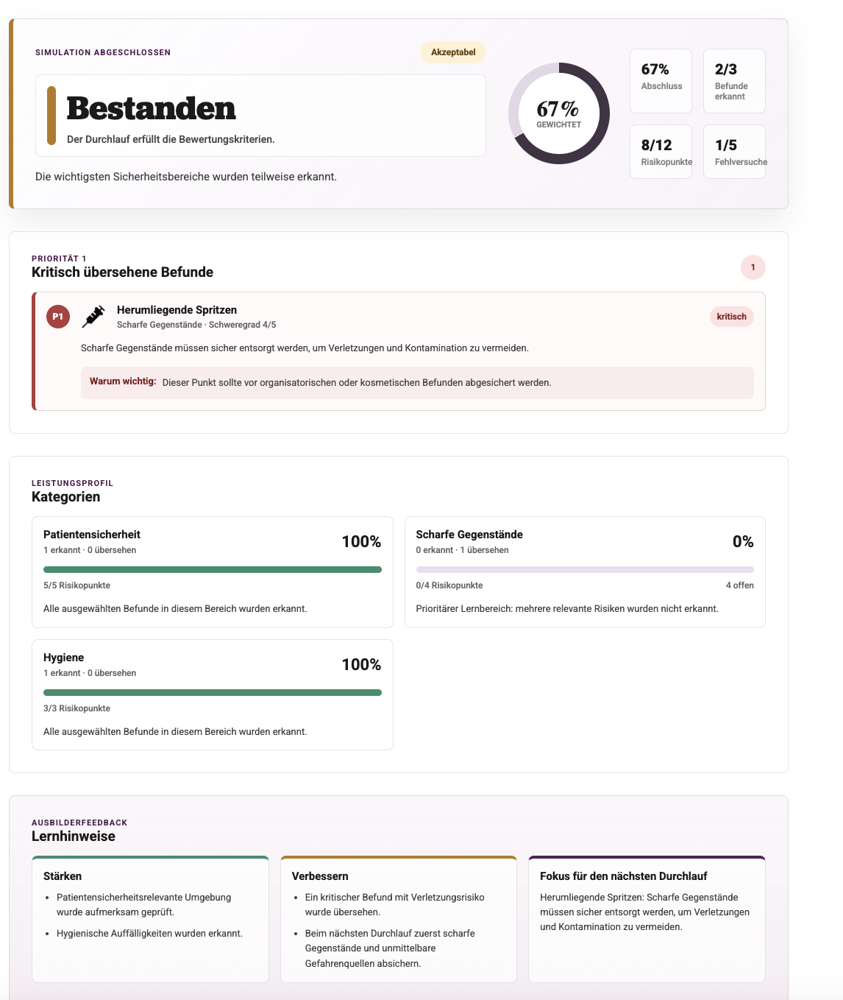 SIMULATION ABGESCHLOSSEN
Akzeptabel
Bestanden
Der Durchlauf erfüllt die Bewertungskriterien.
Die wichtigsten Sicherheitsbereiche wurden teilweise erkannt.
67%
GEWICHTET
67%
Abschluss
2/3
Befunde
erkannt
8/12
Risikopunkte
1/5
Fehlversuche
PRIORITÄT 1
Kritisch übersehene Befunde
1
P1
Herumliegende Spritzen
Scharfe Gegenstände · Schweregrad 4/5
kritisch
Scharfe Gegenstände müssen sicher entsorgt werden, um Verletzungen und Kontamination zu vermeiden.
Warum wichtig: Dieser Punkt sollte vor organisatorischen oder kosmetischen Befunden abgesichert werden.
LEISTUNGSPROFIL
Kategorien
Patientensicherheit
1 erkannt · 0 übersehen
100%
5/5 Risikopunkte
Alle ausgewählten Befunde in diesem Bereich wurden erkannt.
Scharfe Gegenstände
0 erkannt · 1 übersehen
0%
0/4 Risikopunkte
4 offen
Prioritärer Lernbereich: mehrere relevante Risiken wurden nicht erkannt.
Hygiene
1 erkannt · 0 übersehen
100%
3/3 Risikopunkte
Alle ausgewählten Befunde in diesem Bereich wurden erkannt.
AUSBILDERFEEDBACK
Lernhinweise
Stärken
• Patientensicherheitsrelevante Umgebung
wurde aufmerksam geprüft.
• Hygienische Auffälligkeiten wurden erkannt.
Verbessern
• Ein kritischer Befund mit Verletzungsrisiko
wurde übersehen.
• Beim nächsten Durchlauf zuerst scharfe
Gegenstände und unmittelbare
Gefahrenquellen absichern.
Fokus für den nächsten Durchlauf
Herumliegende Spritzen: Scharfe Gegenstände
müssen sicher entsorgt werden, um Verletzungen
und Kontamination zu vermeiden.